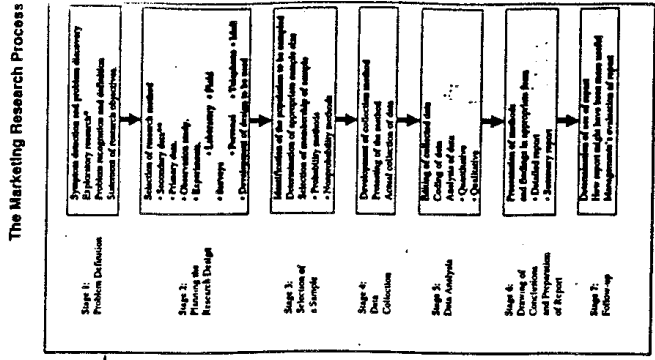 The Marketing Research Process
Stage 1:
Problem Definition
Symptom detection and problem discovery
Exploratory research*
Problem recognition and definition
Statement of research objectives
Stage 2:
Planning the
Research Design
Selection of research method
• Secondary data**
• Primary data
• Observation study
• Experiments
• Laboratory • Field
• Surveys
• Personal • Telephone • Mail
• Development of design to be used
Stage 3:
Selection of
a Sample
Identification of the population to be sampled
Determination of appropriate sample size
Selection of membership of sample
• Probability methods
• Nonprobability methods
Stage 4:
Data
Collection
Development of collection method
Pretesting of the method
Actual collection of data
Stage 5:
Data Analysis
Editing of collected data
Coding of data
Analysis of data
• Quantitative
• Qualitative
Stage 6:
Drawing of
Conclusions
and Preparation
of Report
Presentation of methods
and findings in appropriate form
• Detailed report
• Summary report
Stage 7:
Follow-up
Determination of use of report
How report might have been more useful
Management's evaluation of report